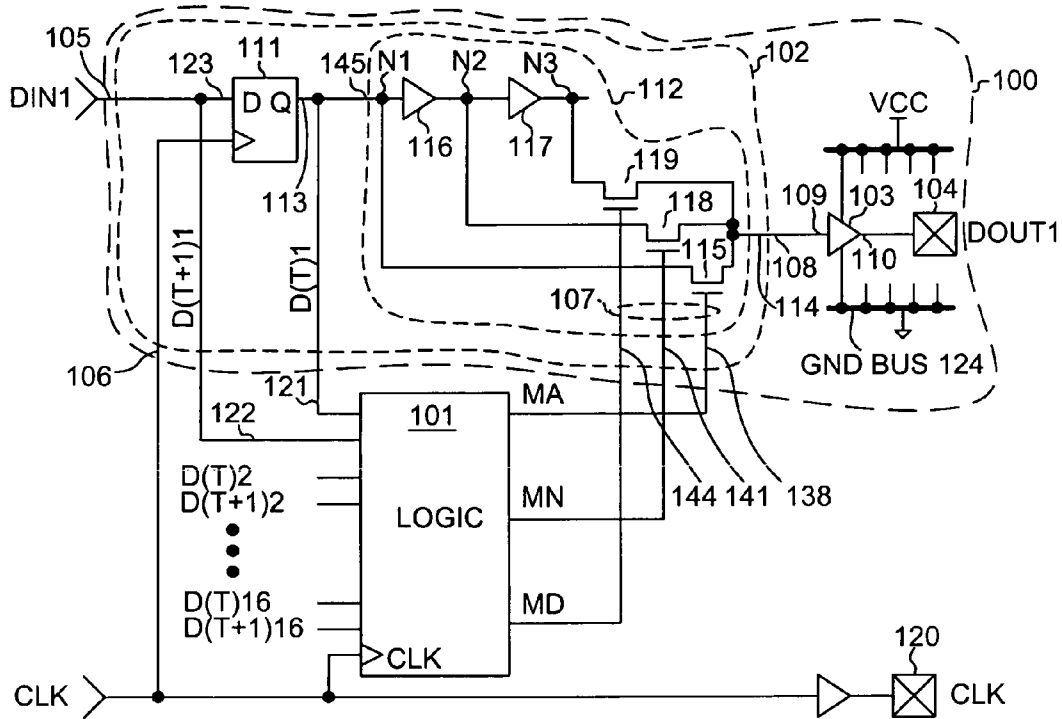 105
111
102
123
145
N1
N2
N3
100
DIN1
D Q
112
VCC
116
117
119
104
113
109
103
118
DOUT1
115
110
108
D(T+1)1
D(T)1
107
114
106
GND BUS 124
121
MA
101
122
D(T)2
D(T+1)2
144
141
138
LOGIC
MN
D(T)16
D(T+1)16
MD
120
CLK
CLK
CLK